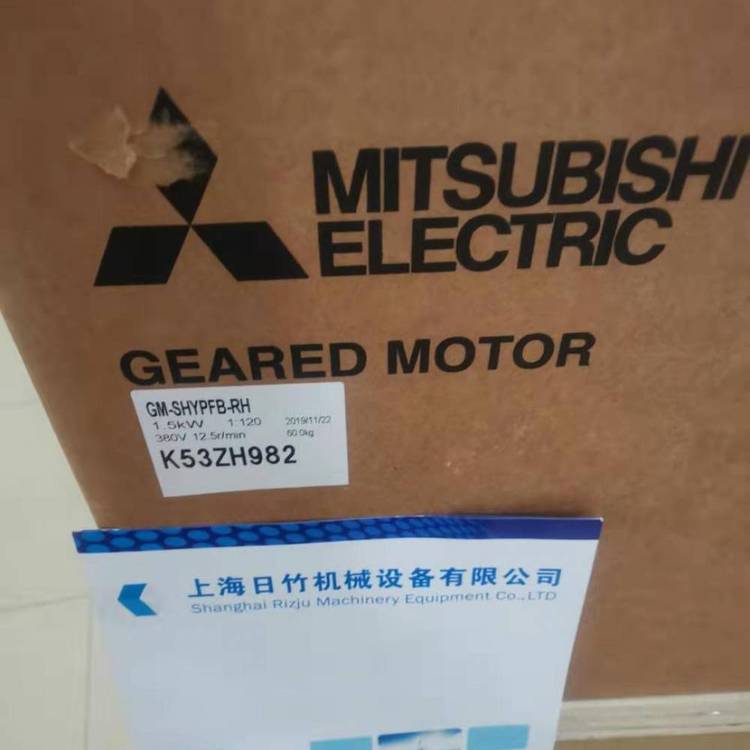 MITSUBISHI
ELECTRIC
GEARED MOTOR
GM-SHYPFB-RH
1.5kW 1:120 2019/11/22
380V 12.5r/min 60.0kg
K53ZH982
上海日竹机械设备有限公司
Shanghai Rizju Machinery Equipment Co.,LTD